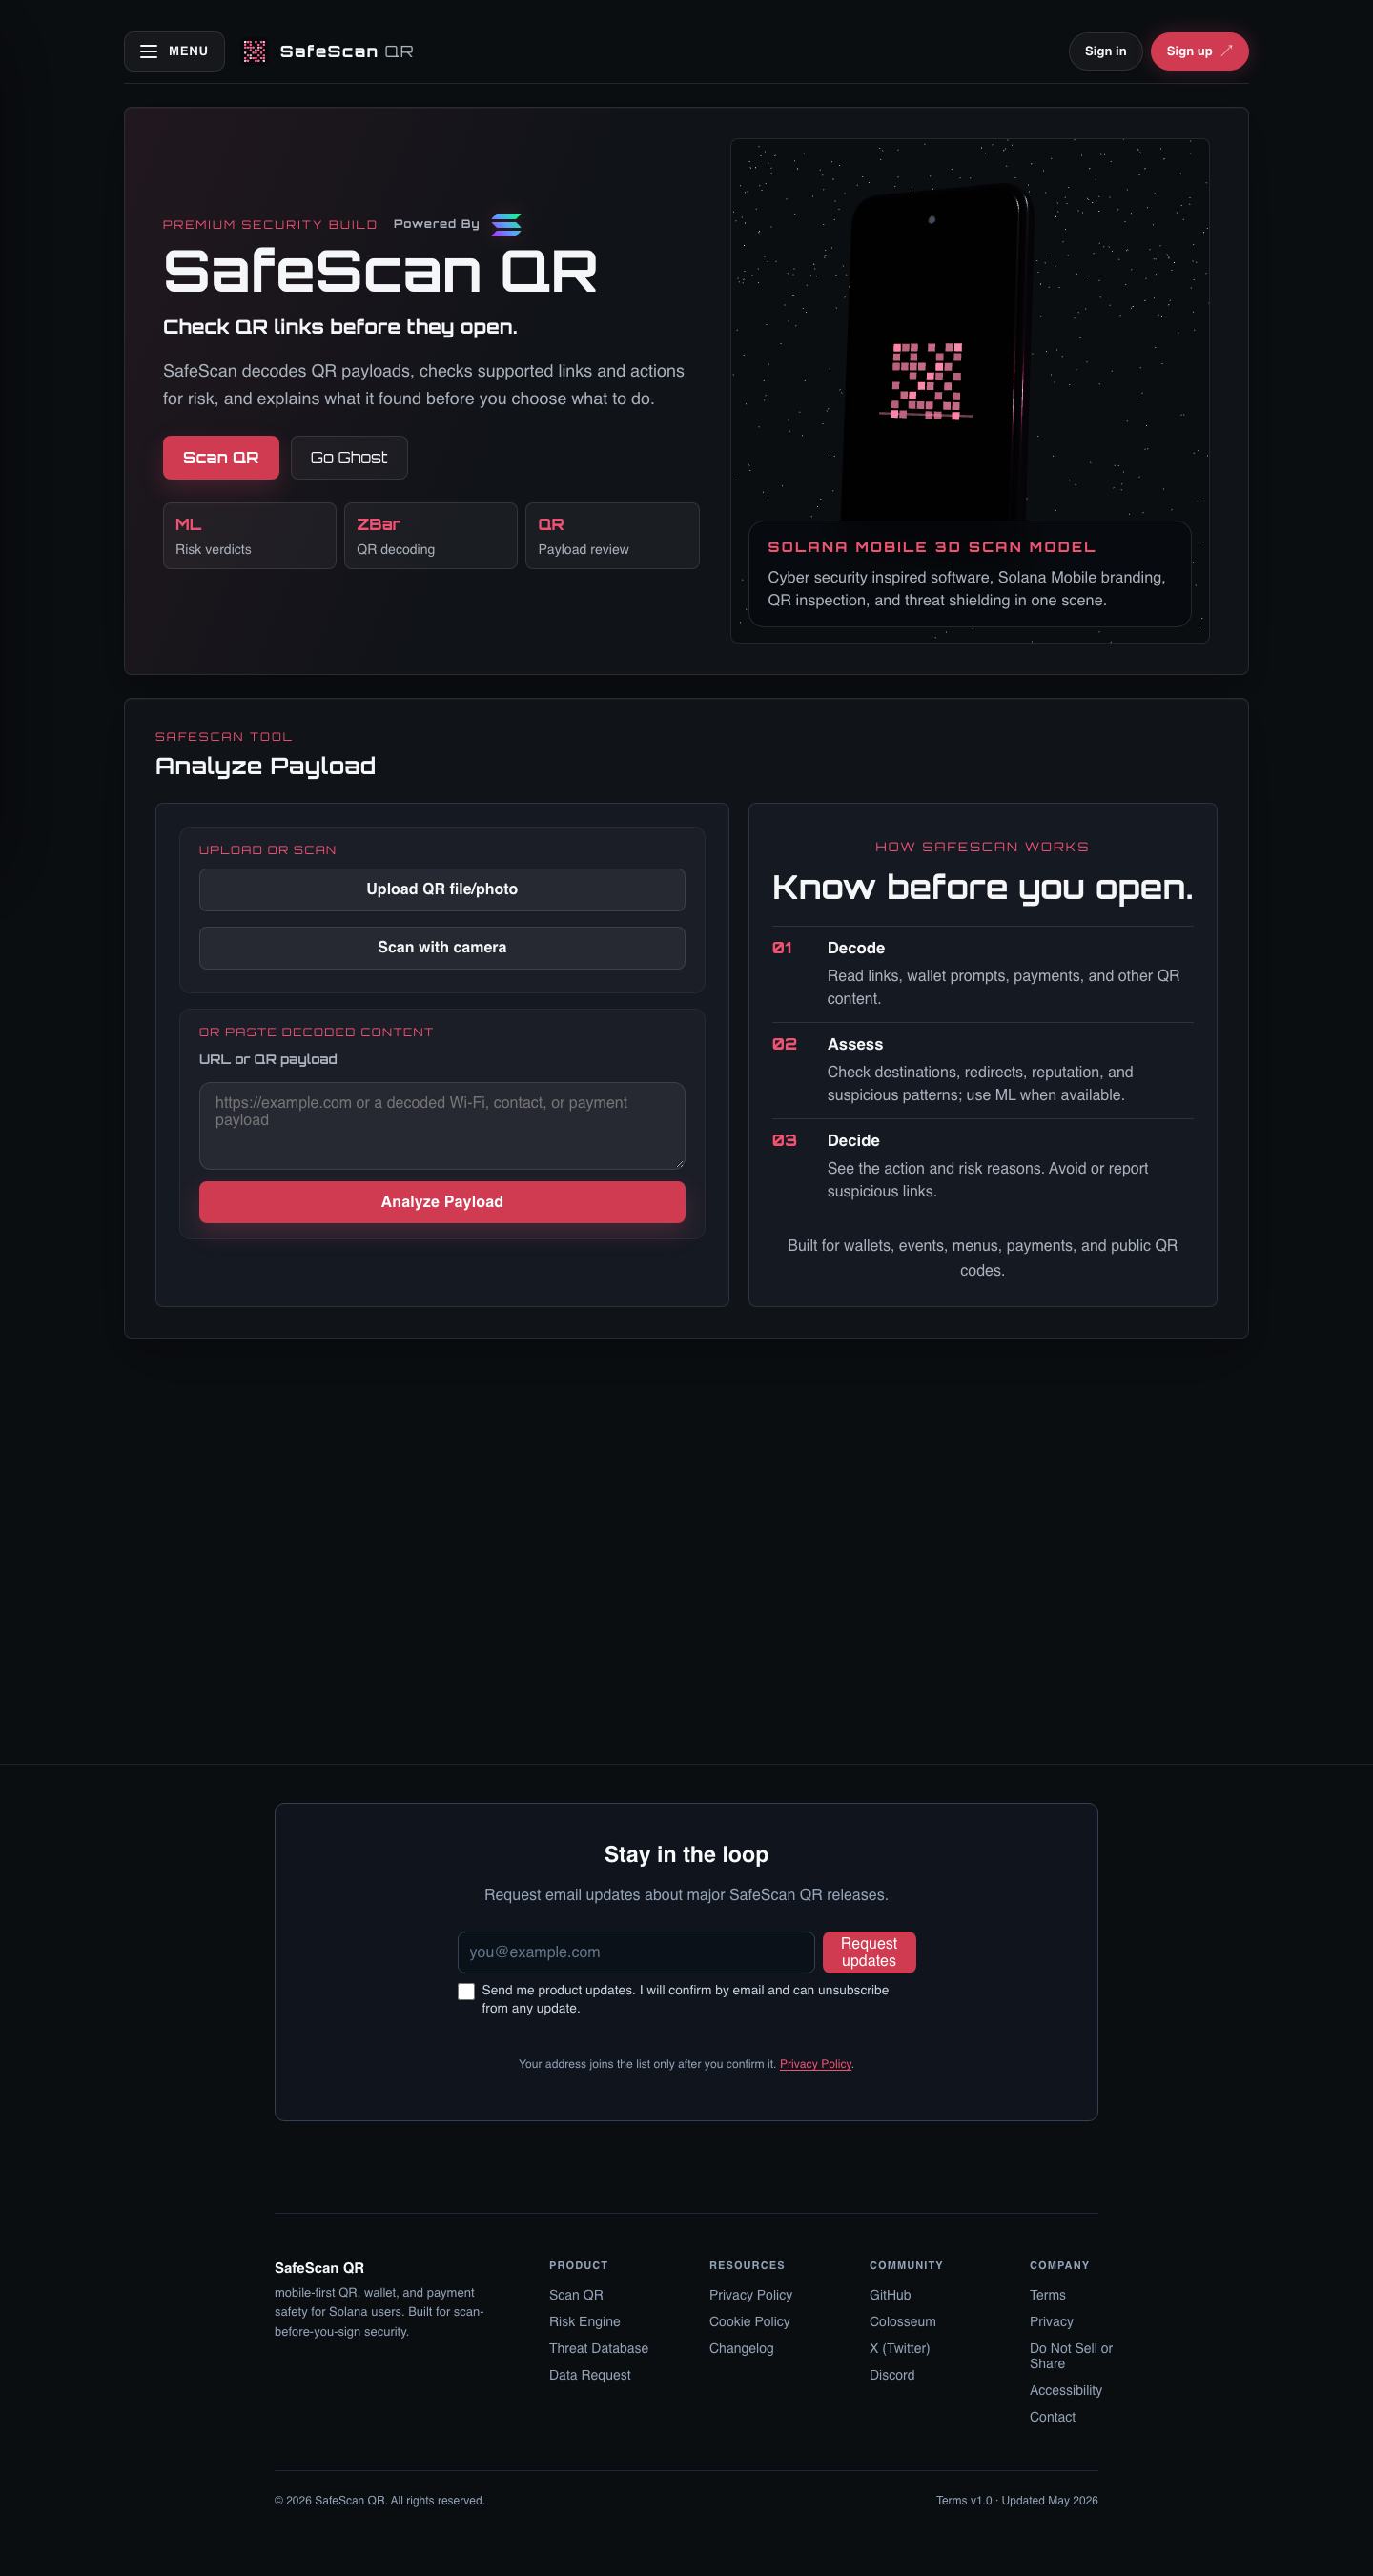 MENU
SafeScan QR
Sign in
Sign up ↗
PREMIUM SECURITY BUILD
Powered By
SafeScan QR
Check QR links before they open.
SafeScan decodes QR payloads, checks supported links and actions
for risk, and explains what it found before you choose what to do.
Scan QR
Go Ghost
ML
Risk verdicts
ZBar
QR decoding
QR
Payload review
SOLANA MOBILE 3D SCAN MODEL
Cyber security inspired software, Solana Mobile branding,
QR inspection, and threat shielding in one scene.
SAFESCAN TOOL
Analyze Payload
UPLOAD OR SCAN
Upload QR file/photo
Scan with camera
OR PASTE DECODED CONTENT
URL or QR payload
https://example.com or a decoded Wi-Fi, contact, or payment
payload
Analyze Payload
HOW SAFESCAN WORKS
Know before you open.
01
Decode
Read links, wallet prompts, payments, and other QR
content.
02
Assess
Check destinations, redirects, reputation, and
suspicious patterns; use ML when available.
03
Decide
See the action and risk reasons. Avoid or report
suspicious links.
Built for wallets, events, menus, payments, and public QR
codes.
Stay in the loop
Request email updates about major SafeScan QR releases.
you@example.com
Request
updates
Send me product updates. I will confirm by email and can unsubscribe
from any update.
Your address joins the list only after you confirm it. Privacy Policy.
SafeScan QR
mobile-first QR, wallet, and payment
safety for Solana users. Built for scan-
before-you-sign security.
PRODUCT
Scan QR
Risk Engine
Threat Database
Data Request
RESOURCES
Privacy Policy
Cookie Policy
Changelog
COMMUNITY
GitHub
Colosseum
X (Twitter)
Discord
COMPANY
Terms
Privacy
Do Not Sell or
Share
Accessibility
Contact
© 2026 SafeScan QR. All rights reserved.
Terms v1.0 · Updated May 2026